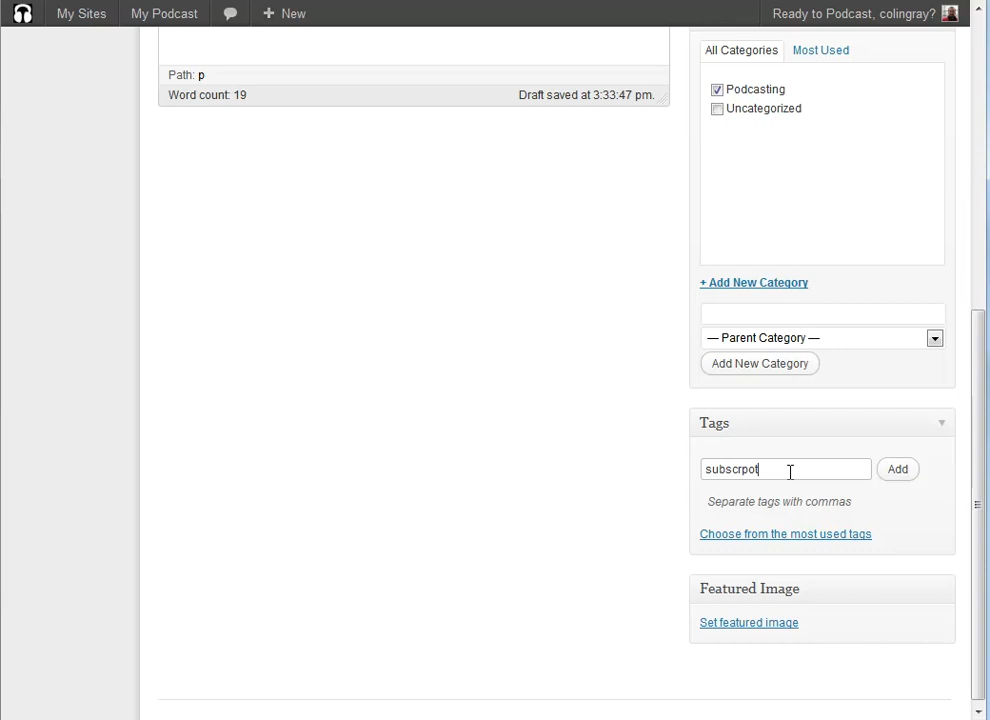 My Sites My Podcast New Ready to Podcast, colingray?
All Categories Most Used
Path: p
Podcasting
Word count: 19 Draft saved at 3:33:47 pm.
Uncategorized
+ Add New Category
— Parent Category —
Add New Category
Tags
subscrpot Add
Separate tags with commas
Choose from the most used tags
Featured Image
Set featured image